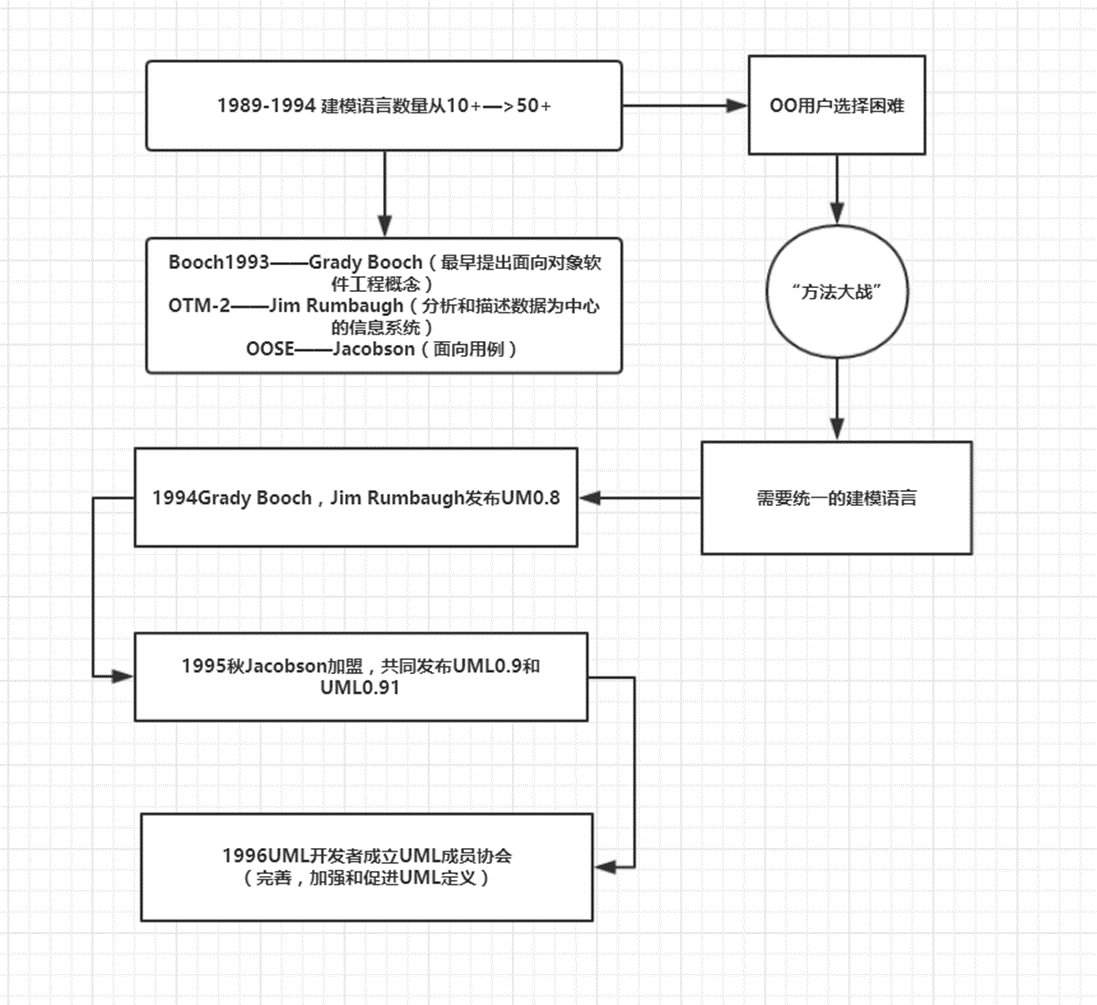 1989-1994 建模语言数量从10+—>50+
OO用户选择困难
Booch1993——Grady Booch（最早提出面向对象软
件工程概念）
OTM-2——Jim Rumbaugh（分析和描述数据为中心
的信息系统）
OOSE——Jacobson（面向用例）
“方法大战”
需要统一的建模语言
1994Grady Booch，Jim Rumbaugh发布UM0.8
1995秋Jacobson加盟，共同发布UML0.9和
UML0.91
1996UML开发者成立UML成员协会
（完善，加强和促进UML定义）